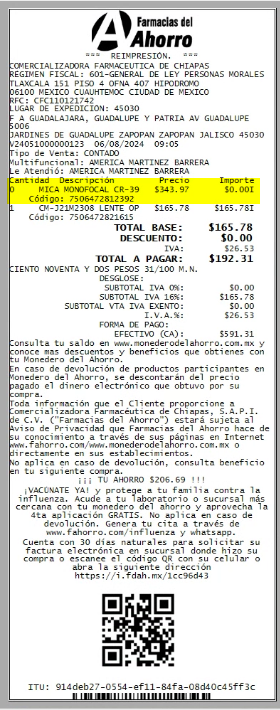 Farmacias del
Ahorro
*** REIMPRESIÓN. ***
COMERCIALIZADORA FARMACEUTICA DE CHIAPAS
REGIMEN FISCAL: 601-GENERAL DE LEY PERSONAS MORALES
TLAXCALA 151 PISO 4 OFNA 407 HIPODROMO
06100 MEXICO CUAUHTEMOC CIUDAD DE MEXICO
RFC: CFC110121742
LUGAR DE EXPEDICION: 45030
F A GUADALAJARA, GUADALUPE Y PATRIA AV GUADALUPE
5006
JARDINES DE GUADALUPE ZAPOPAN ZAPOPAN JALISCO 45030
V24051000000123 06/08/2024 09:05
Tipo de Venta: CONTADO
Multifuncional: AMERICA MARTINEZ BARRERA
Le Atendió: AMERICA MARTINEZ BARRERA
Cantidad Descripción Precio Importe
0 MICA MONOFOCAL CR-39 $343.97 $0.00I
Código: 7506472812392
1 CM-J21M2308 LENTE OP $165.78 $165.78I
Código: 7506472821615
TOTAL BASE: $165.78
DESCUENTO: $0.00
IVA: $26.53
TOTAL A PAGAR: $192.31
CIENTO NOVENTA Y DOS PESOS 31/100 M.N.
DESGLOSE:
SUBTOTAL IVA 0%: $0.00
SUBTOTAL IVA 16%: $165.78
SUBTOTAL VTA IVA EXENTO: $0.00
I.V.A.%: $26.53
FORMA DE PAGO:
EFECTIVO (CA): $591.31
Consulta tu saldo en www.monederodelahorro.com.mx y
conoce mas descuentos y beneficios que obtienes con
tu Monedero del Ahorro.
En caso de devolución de productos participantes en
Monedero del Ahorro, se descontarán del precio
pagado el dinero electrónico que obtuvo por su
compra.
Toda información que el Cliente proporcione a
Comercializadora Farmacéutica de Chiapas, S.A.P.I.
de C.V. ("Farmacias del Ahorro") estará sujeta al
Aviso de Privacidad que Farmacias del Ahorro hace de
su conocimiento a través de sus páginas en Internet
www.fahorro.com/www.monederodelahorro.com.mx o
directamente en sus establecimientos.
No aplica en caso de devolución, consulta beneficio
en tu siguiente compra.
¡¡¡ TU AHORRO $206.69 !!!
¡VACUNATE YA! y protege a tu familia contra la
influenza. Acude a tu laboratorio o sucursal más
cercana con tu monedero del ahorro y aprovecha la
4ta aplicación GRATIS. No aplica en caso de
devolución. Genera tu cita a través de
www.fahorro.com/influenza y whatsapp.
Cuenta con 30 días naturales para solicitar su
factura electrónica en sucursal donde hizo su
compra o escanee el código QR con su celular o
abra la siguiente dirección
https://i.fdah.mx/1cc96d43
ITU: 914deb27-0554-ef11-84fa-08d40c45ff3c